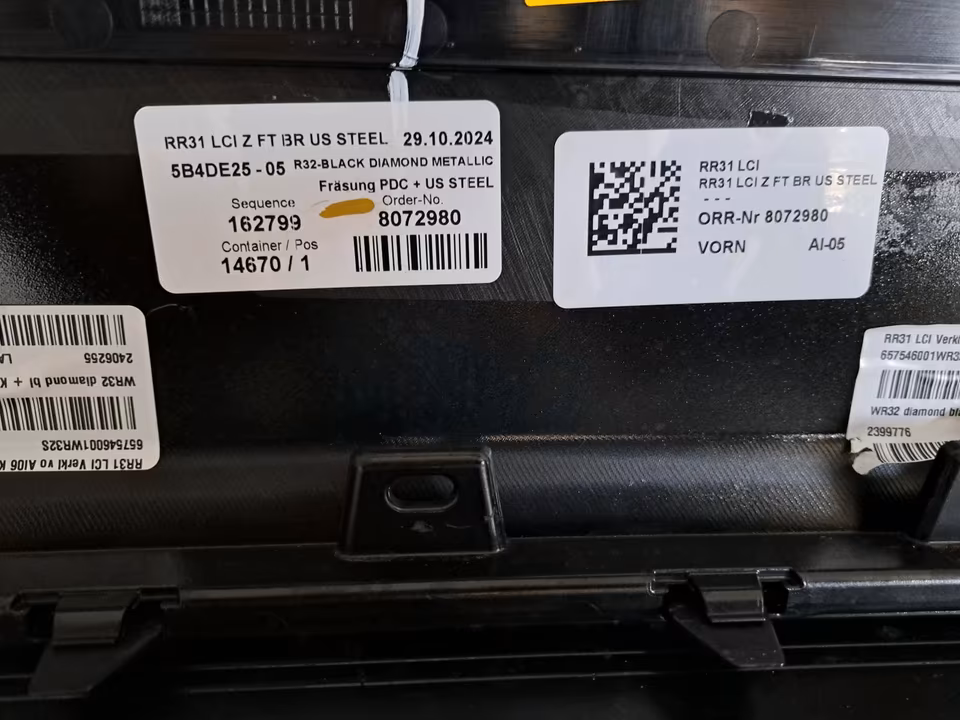 RR31 LCI Z FT BR US STEEL 29.10.2024
5B4DE25 - 05 R32-BLACK DIAMOND METALLIC
Fräsung PDC + US STEEL
Sequence Order-No.
162799 8072980
Container / Pos
14670 / 1
RR31 LCI
RR31 LCI Z FT BR US STEEL
- - -
ORR-Nr 8072980
VORN AI-05
RR31 LCI Verkl vo AI06
657546001WR32S
WR32 diamond bl + K
2406255
RR31 LCI Verkl
657546001WR32
WR32 diamond bla
2399776